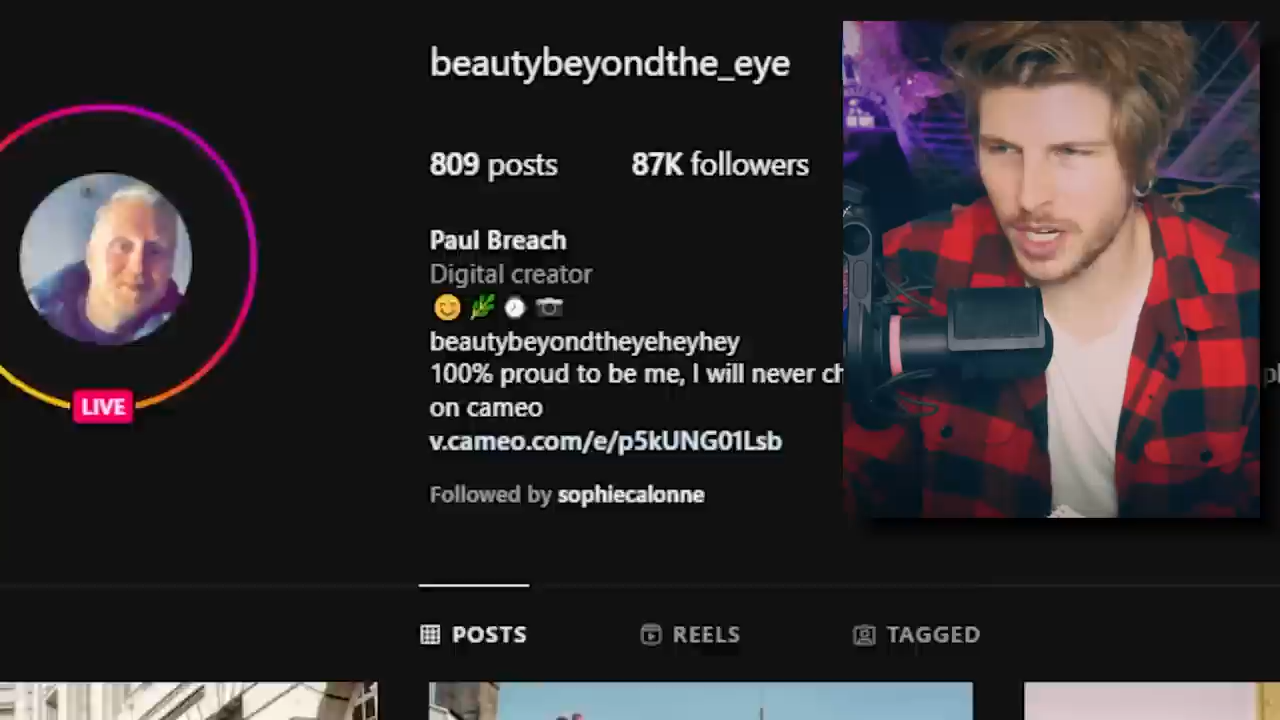 beautybeyondthe_eye
809 posts 87K followers
Paul Breach
Digital creator
😊🌿⌚📷
beautybeyondtheyeheyhey
100% proud to be me, I will never
on cameo
v.cameo.com/e/p5kUNG01Lsb
Followed by sophiecalonne
LIVE
POSTS REELS TAGGED